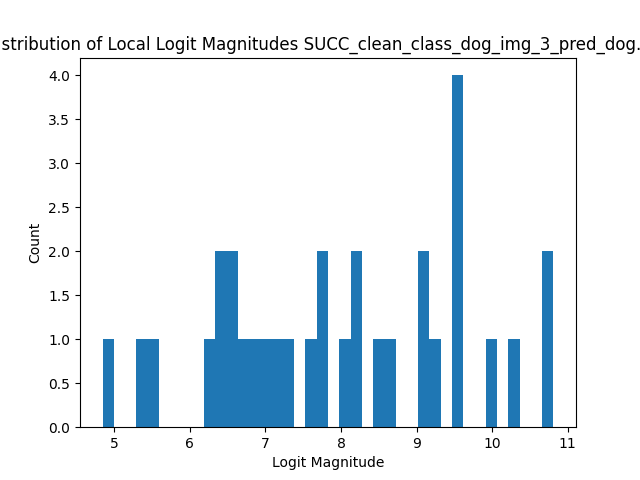 stribution of Local Logit Magnitudes SUCC_clean_class_dog_img_3_pred_dog.
4.0
3.5
3.0
2.5
2.0
1.5
1.0
0.5
0.0
Count
5 6 7 8 9 10 11
Logit Magnitude